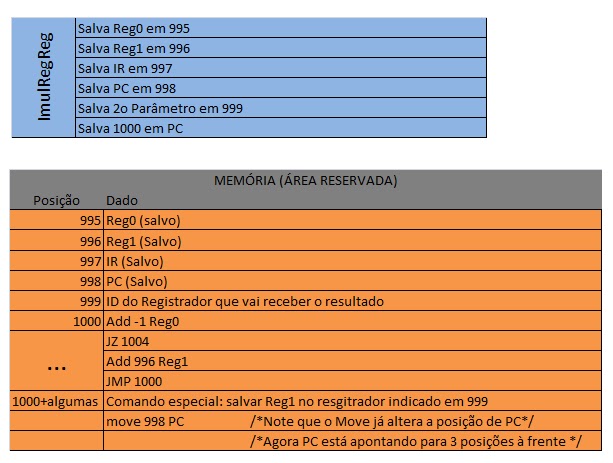 ImulRegReg
Salva Reg0 em 995
Salva Reg1 em 996
Salva IR em 997
Salva PC em 998
Salva 2o Parâmetro em 999
Salva 1000 em PC
MEMÓRIA (ÁREA RESERVADA)
Posição Dado
995 Reg0 (salvo)
996 Reg1 (Salvo)
997 IR (Salvo)
998 PC (Salvo)
999 ID do Registrador que vai receber o resultado
1000 Add -1 Reg0
JZ 1004
... Add 996 Reg1
JMP 1000
1000+algumas Comando especial: salvar Reg1 no resgitrador indicado em 999
move 998 PC /*Note que o Move já altera a posição de PC*/
/*Agora PC está apontando para 3 posições à frente */